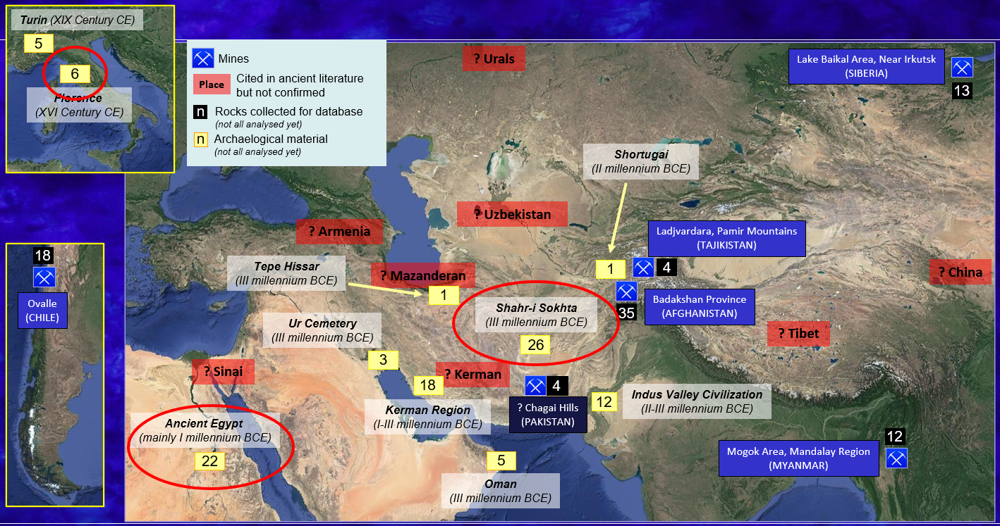 Turin (XIX Century CE)
5
6
Florence
(XVI Century CE)
Mines
Place
Cited in ancient literature
but not confirmed
n
Rocks collected for database
(not all analysed yet)
n
Archaelogical material
(not all analysed yet)
? Urals
Lake Baikal Area, Near Irkutsk
(SIBERIA)
13
Shortugai
(II millennium BCE)
? Uzbekistan
? Armenia
Ladjvardara, Pamir Mountains
(TAJIKISTAN)
18
Ovalle
(CHILE)
Tepe Hissar
(III millennium BCE)
? Mazanderan
1
1
4
? China
35
Badakshan Province
(AFGHANISTAN)
Shahr-i Sokhta
(III millennium BCE)
26
Ur Cemetery
(III millennium BCE)
3
? Tibet
? Sinai
? Kerman
18
4
Kerman Region
(I-III millennium BCE)
? Chagai Hills
(PAKISTAN)
12
Indus Valley Civilization
(II-III millennium BCE)
Ancient Egypt
(mainly I millennium BCE)
22
12
Mogok Area, Mandalay Region
(MYANMAR)
5
Oman
(III millennium BCE)